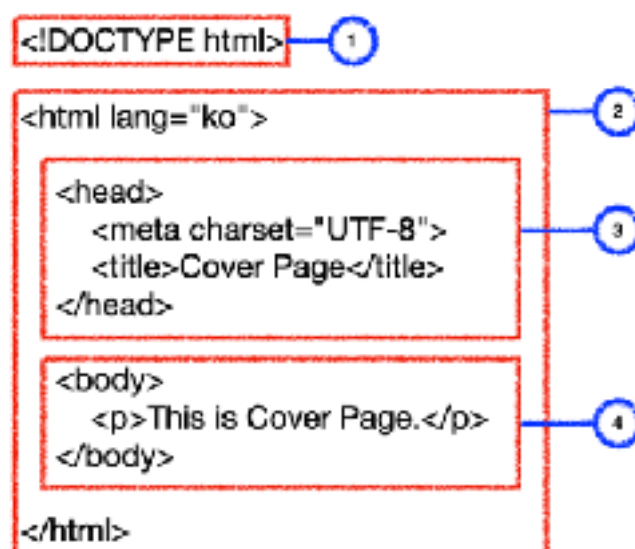 <!DOCTYPE html>
1
<html lang="ko">
2
<head>
<meta charset="UTF-8">
3
<title>Cover Page</title>
</head>
<body>
<p>This is Cover Page.</p>
4
</body>
</html>